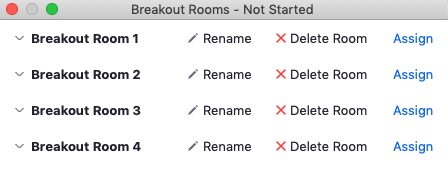 Breakout Rooms - Not Started
Breakout Room 1 Rename Delete Room Assign
Breakout Room 2 Rename Delete Room Assign
Breakout Room 3 Rename Delete Room Assign
Breakout Room 4 Rename Delete Room Assign